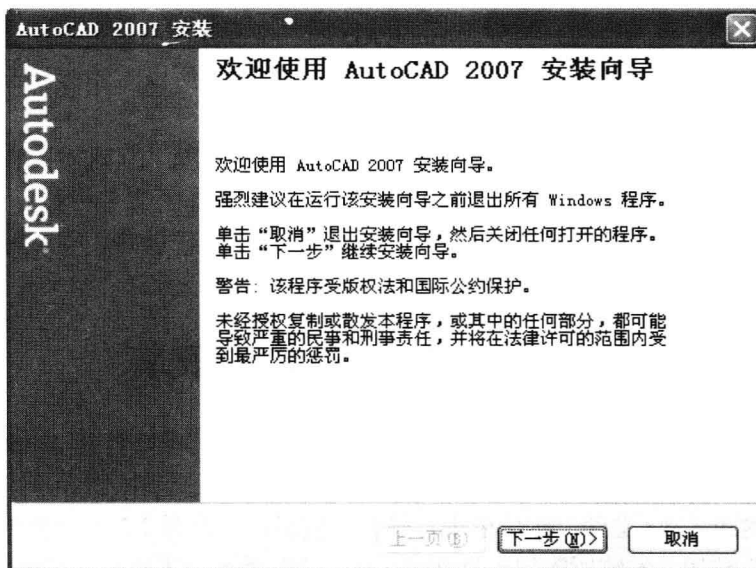 AutoCAD 2007 安装
Autodesk
欢迎使用 AutoCAD 2007 安装向导
欢迎使用 AutoCAD 2007 安装向导。
强烈建议在运行该安装向导之前退出所有 Windows 程序。
单击“取消”退出安装向导，然后关闭任何打开的程序。
单击“下一步”继续安装向导。
警告: 该程序受版权法和国际公约保护。
未经授权复制或散发本程序，或其中的任何部分，都可能
导致严重的民事和刑事责任，并将在法律许可的范围内受
到最严厉的惩罚。
上一页(B) 下一步(N)> 取消